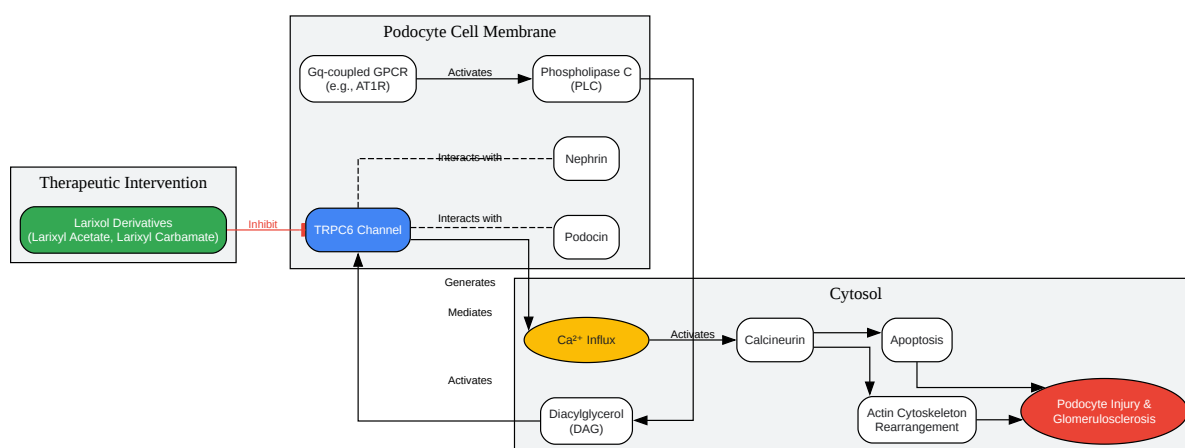 Podocyte Cell Membrane
Gq-coupled GPCR
(e.g., AT1R)
Activates
Phospholipase C
(PLC)
Interacts with
Nephrin
Therapeutic Intervention
Larixol Derivatives
(Larixyl Acetate, Larixyl Carbamate)
Inhibit
TRPC6 Channel
Interacts with
Podocin
Generates
Cytosol
Mediates
Ca²⁺ Influx
Activates
Calcineurin
Apoptosis
Activates
Diacylglycerol
(DAG)
Actin Cytoskeleton
Rearrangement
Podocyte Injury &
Glomerulosclerosis